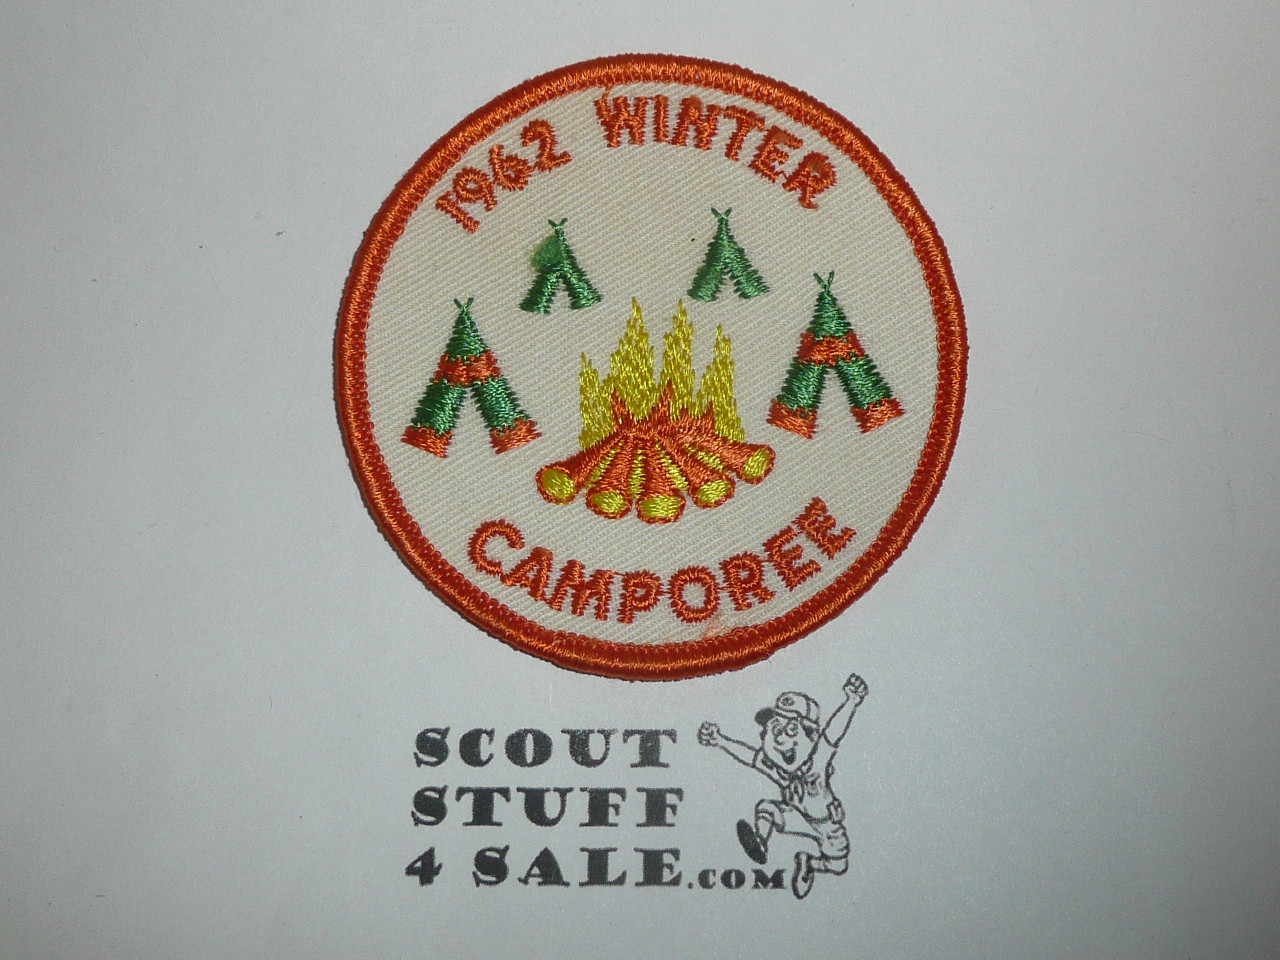 1962 WINTER
CAMPOREE
SCOUT
STUFF
4 SALE.COM